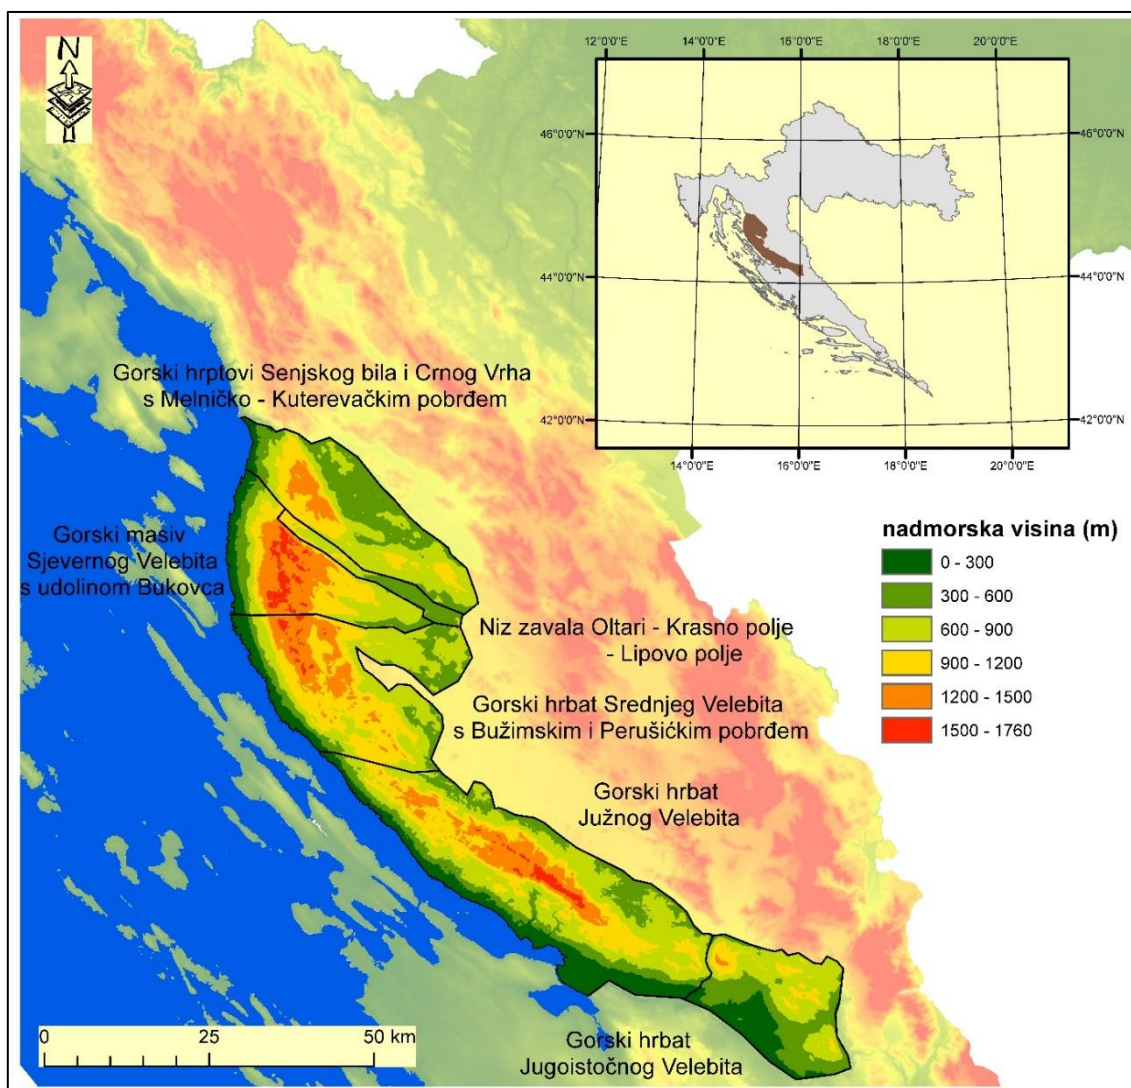 N
12°0'0"E 14°0'0"E 16°0'0"E 18°0'0"E 20°0'0"E
46°0'0"N 46°0'0"N
44°0'0"N 44°0'0"N
42°0'0"N 42°0'0"N
14°0'0"E 16°0'0"E 18°0'0"E 20°0'0"E
Gorski hrptovi Senjskog bila i Crnog Vrha
s Melničko - Kuterevačkim pobrđem
Gorski masiv
Sjevernog Velebita
s udolinom Bukovca
Niz zavala Oltari - Krasno polje
- Lipovo polje
Gorski hrbat Srednjeg Velebita
s Bužimskim i Perušićkim pobrđem
Gorski hrbat
Južnog Velebita
Gorski hrbat
Jugoistočnog Velebita
nadmorska visina (m)
0 - 300
300 - 600
600 - 900
900 - 1200
1200 - 1500
1500 - 1760
0 25 50 km